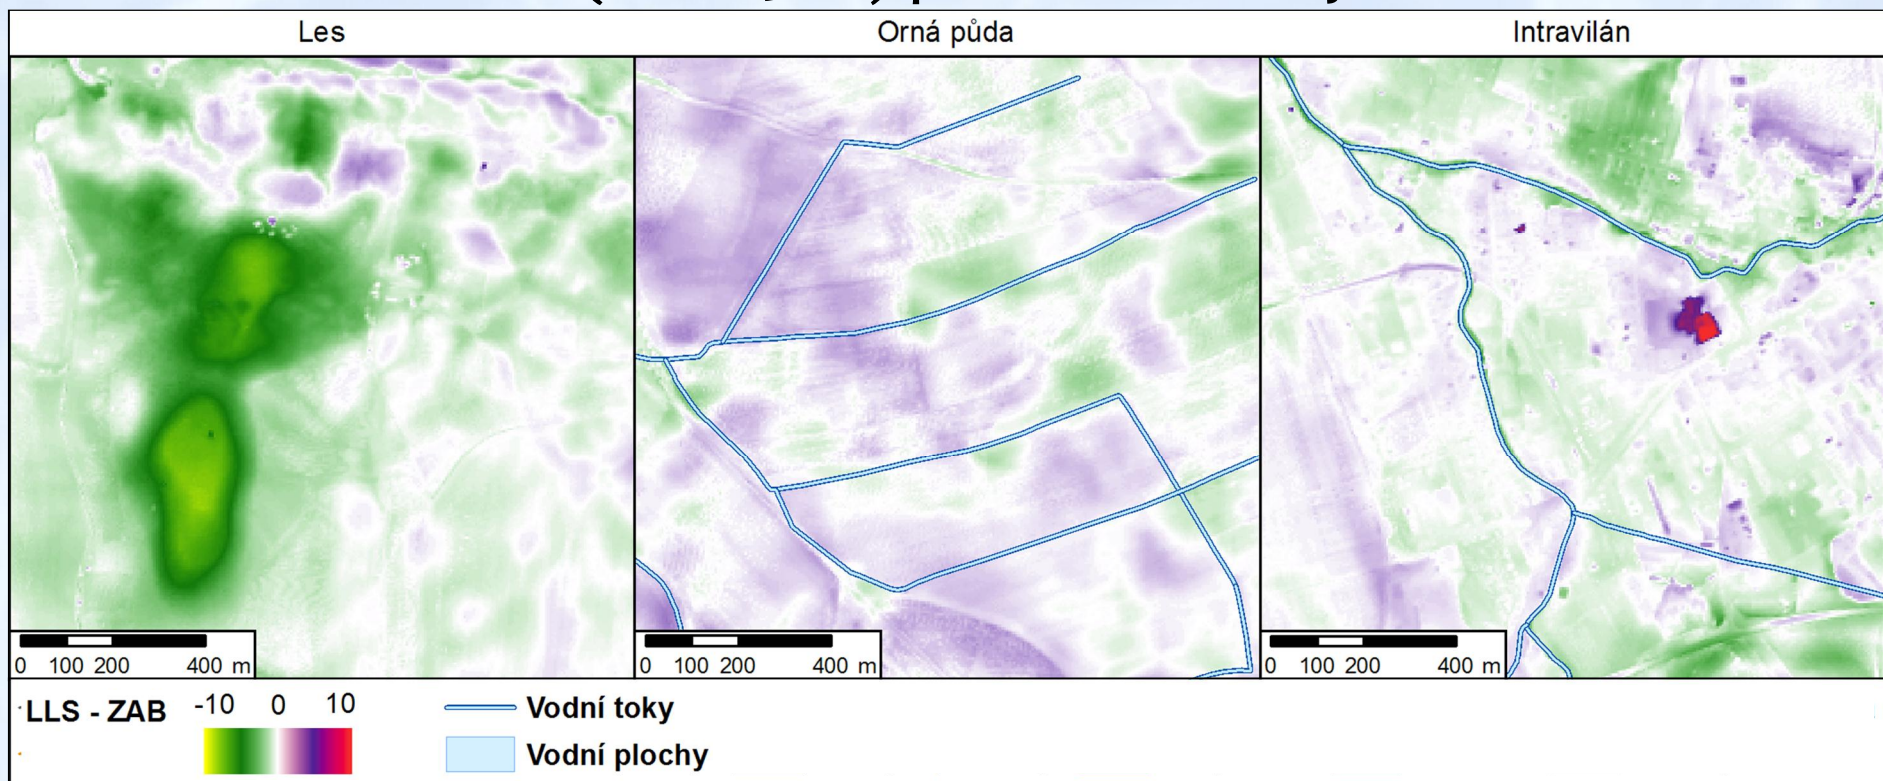 Les
Orná půda
Intravilán
0 100 200 400 m
0 100 200 400 m
0 100 200 400 m
LLS - ZAB
-10 0 10
Vodní toky
Vodní plochy